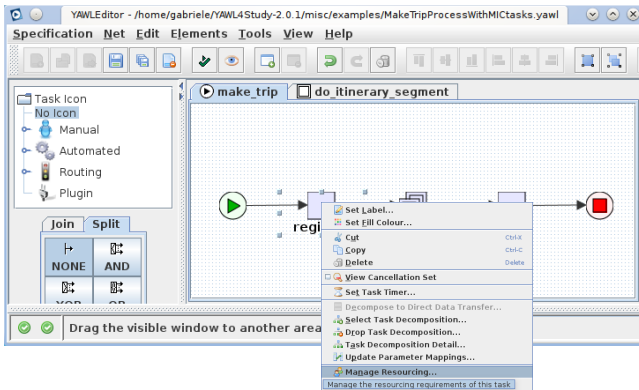 YAWLEditor - /home/gabriele/YAWL4Study-2.0.1/misc/examples/MakeTripProcessWithMICtasks.yawl
Specification Net Edit Elements Tools View Help
Task Icon
No Icon
Manual
Automated
Routing
Plugin
Join Split
NONE AND
XOR OR
make_trip do_itinerary_segment
regi
Set Label...
Set Fill Colour...
Cut Ctrl-X
Copy Ctrl-C
Delete Delete
View Cancellation Set
Set Task Timer...
Decompose to Direct Data Transfer...
Select Task Decomposition...
Drop Task Decomposition...
Task Decomposition Detail...
Update Parameter Mappings...
Manage Resourcing...
Manage the resourcing requirements of this task
Drag the visible window to another area